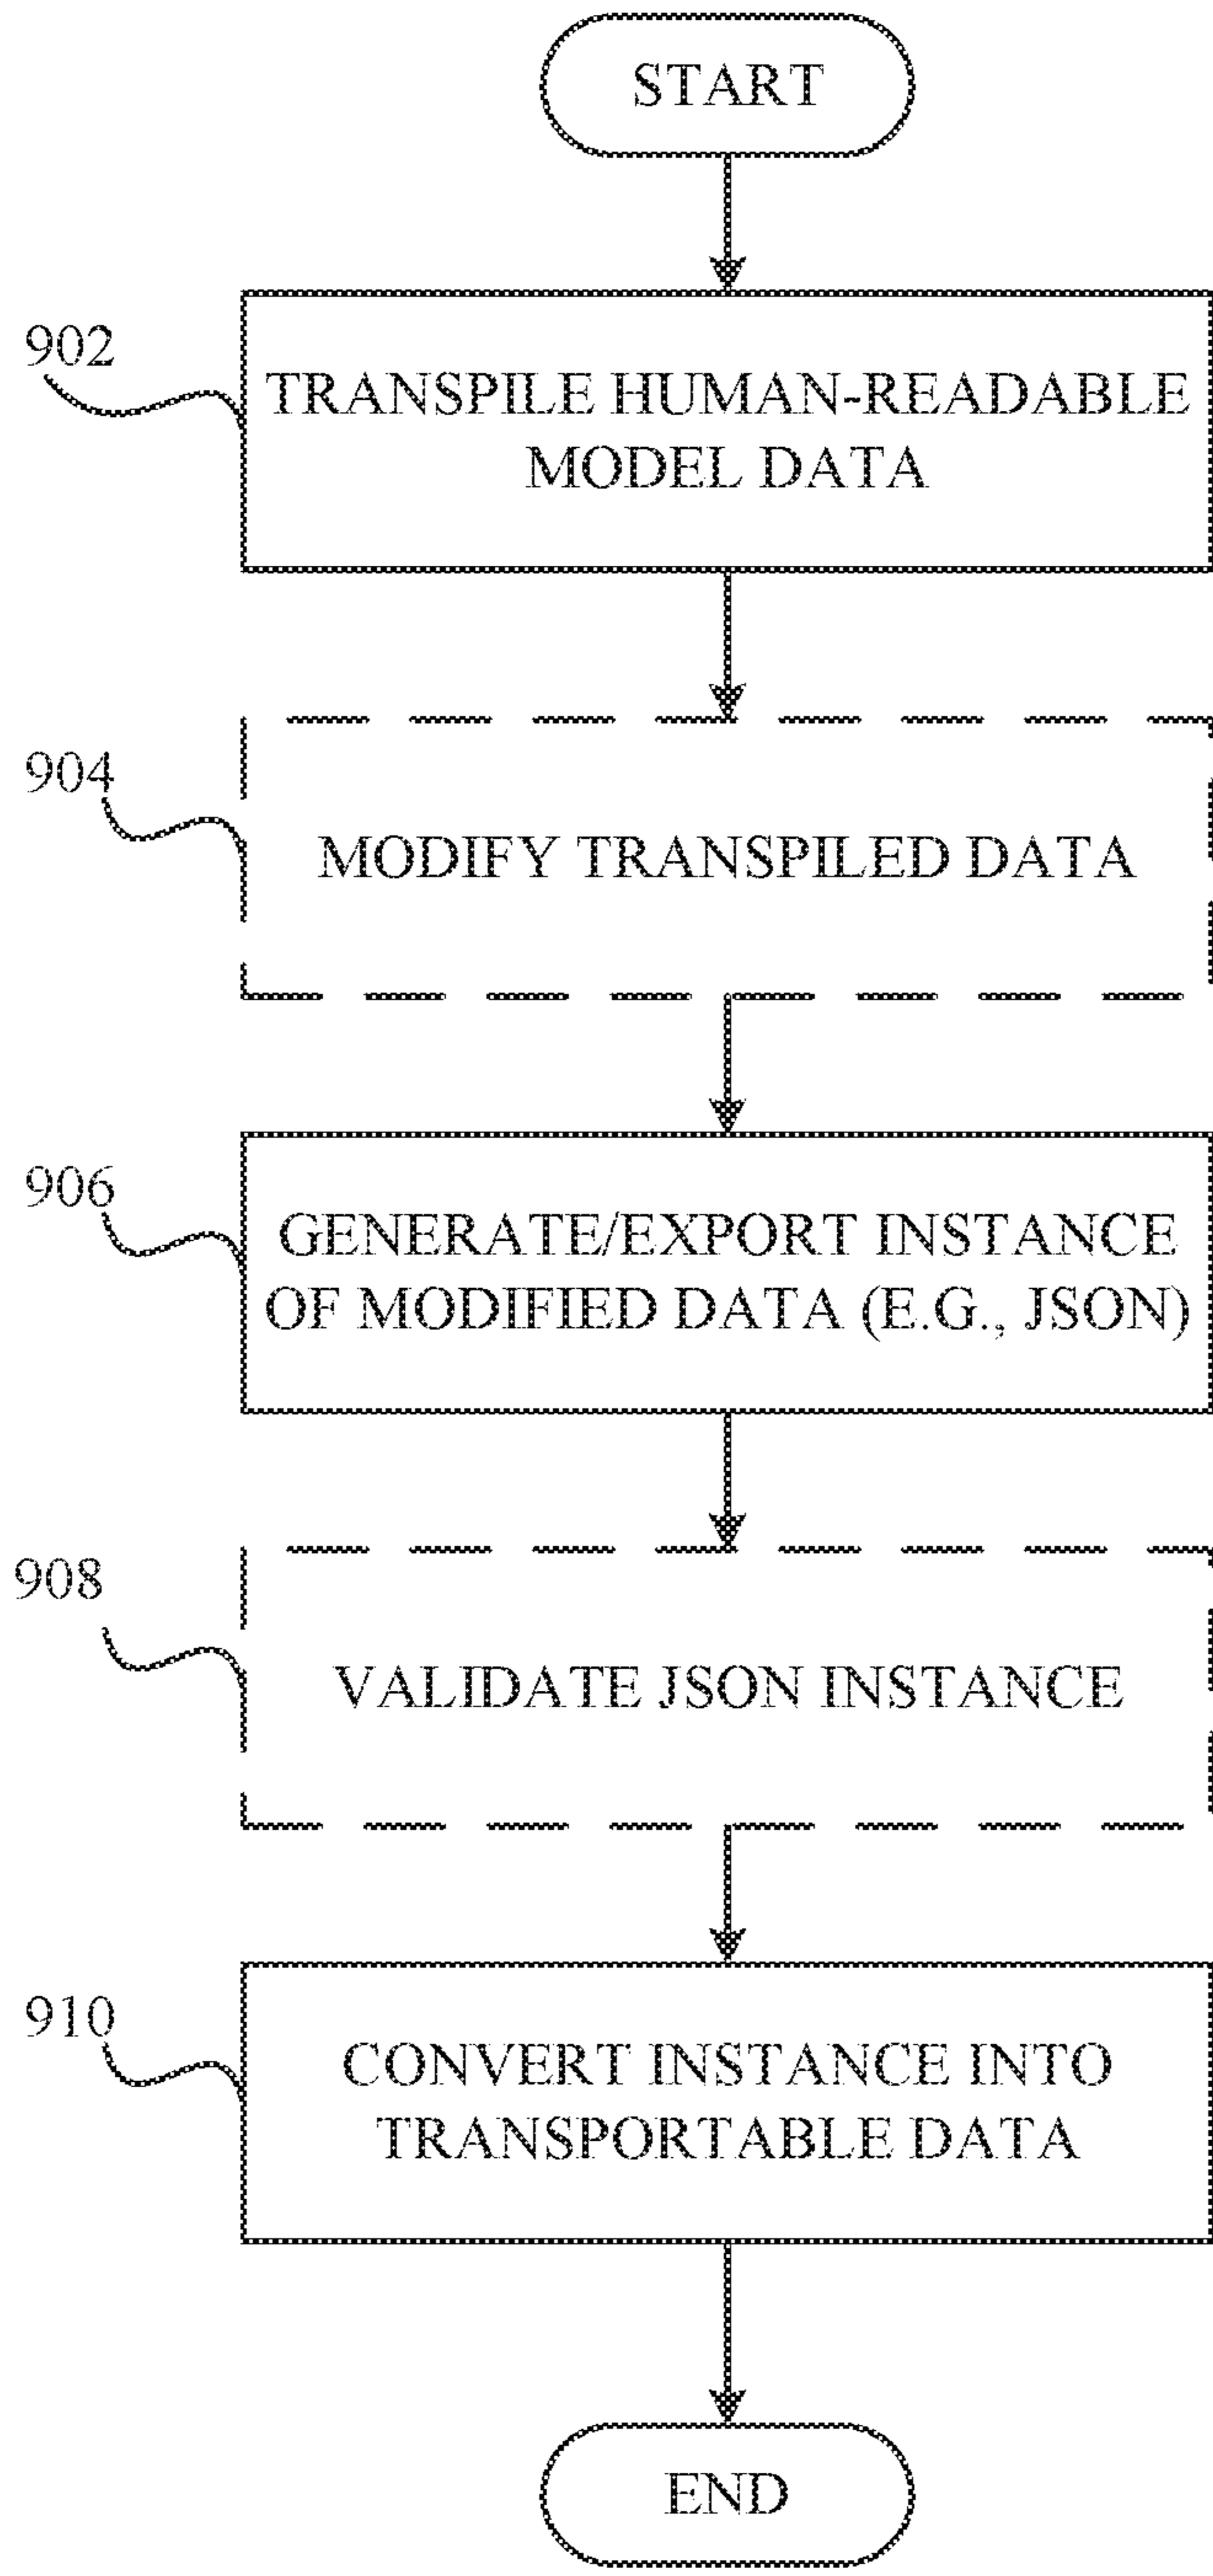 START
902
TRANSPILE HUMAN-READABLE
MODEL DATA
904
MODIFY TRANSPILED DATA
906
GENERATE/EXPORT INSTANCE
OF MODIFIED DATA (E.G., JSON)
908
VALIDATE JSON INSTANCE
910
CONVERT INSTANCE INTO
TRANSPORTABLE DATA
END